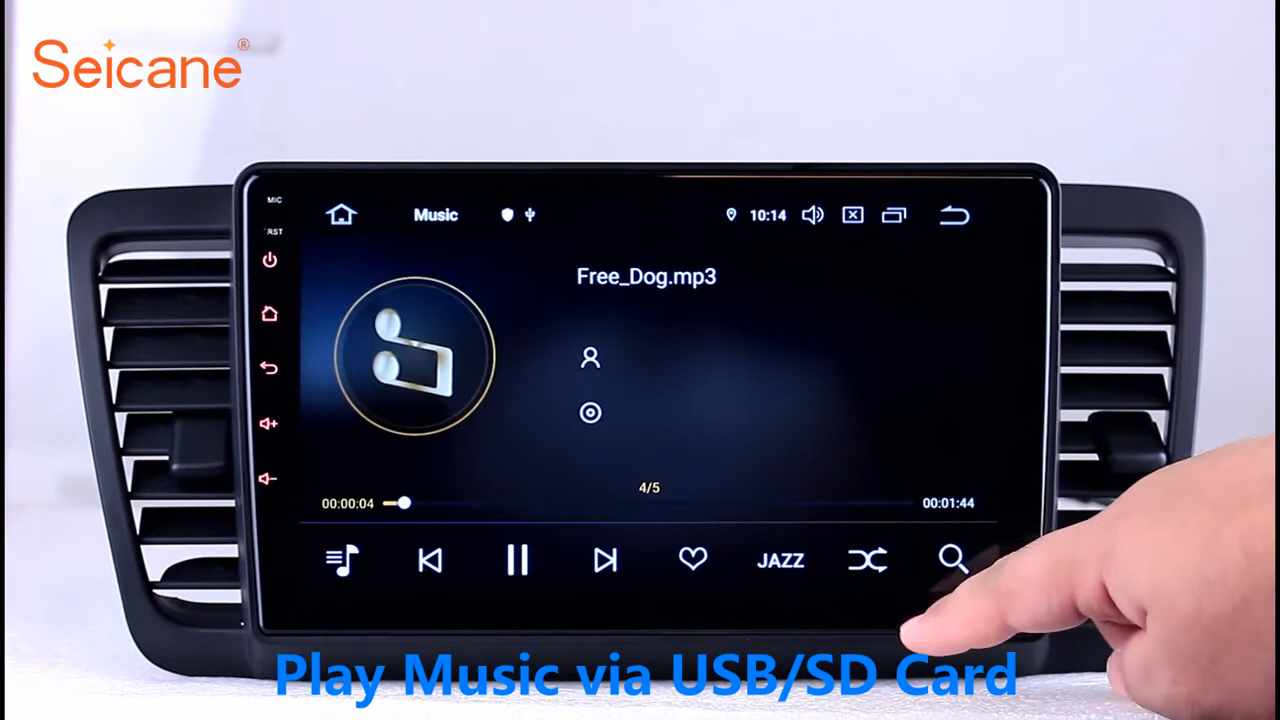 Seicane®
MIC
RST
Music
10:14
Free_Dog.mp3
4/5
00:00:04
00:01:44
JAZZ
Play Music via USB/SD Card